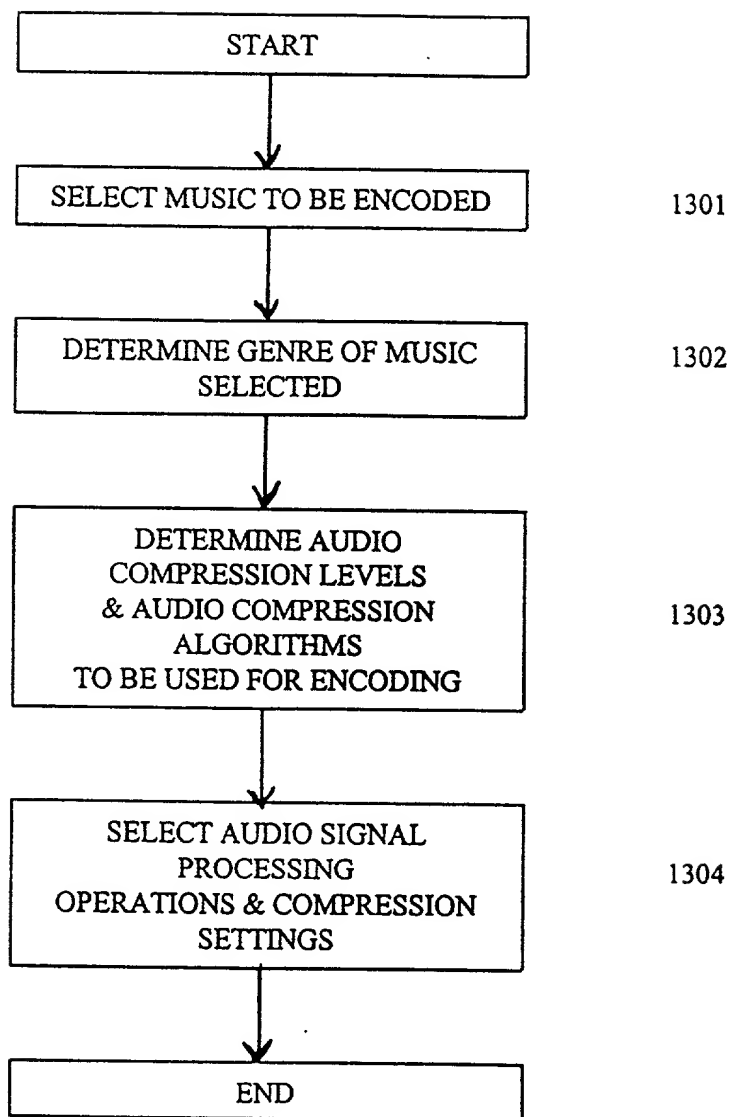 START
SELECT MUSIC TO BE ENCODED
1301
DETERMINE GENRE OF MUSIC
SELECTED
1302
DETERMINE AUDIO
COMPRESSION LEVELS
& AUDIO COMPRESSION
ALGORITHMS
TO BE USED FOR ENCODING
1303
SELECT AUDIO SIGNAL
PROCESSING
OPERATIONS & COMPRESSION
SETTINGS
1304
END